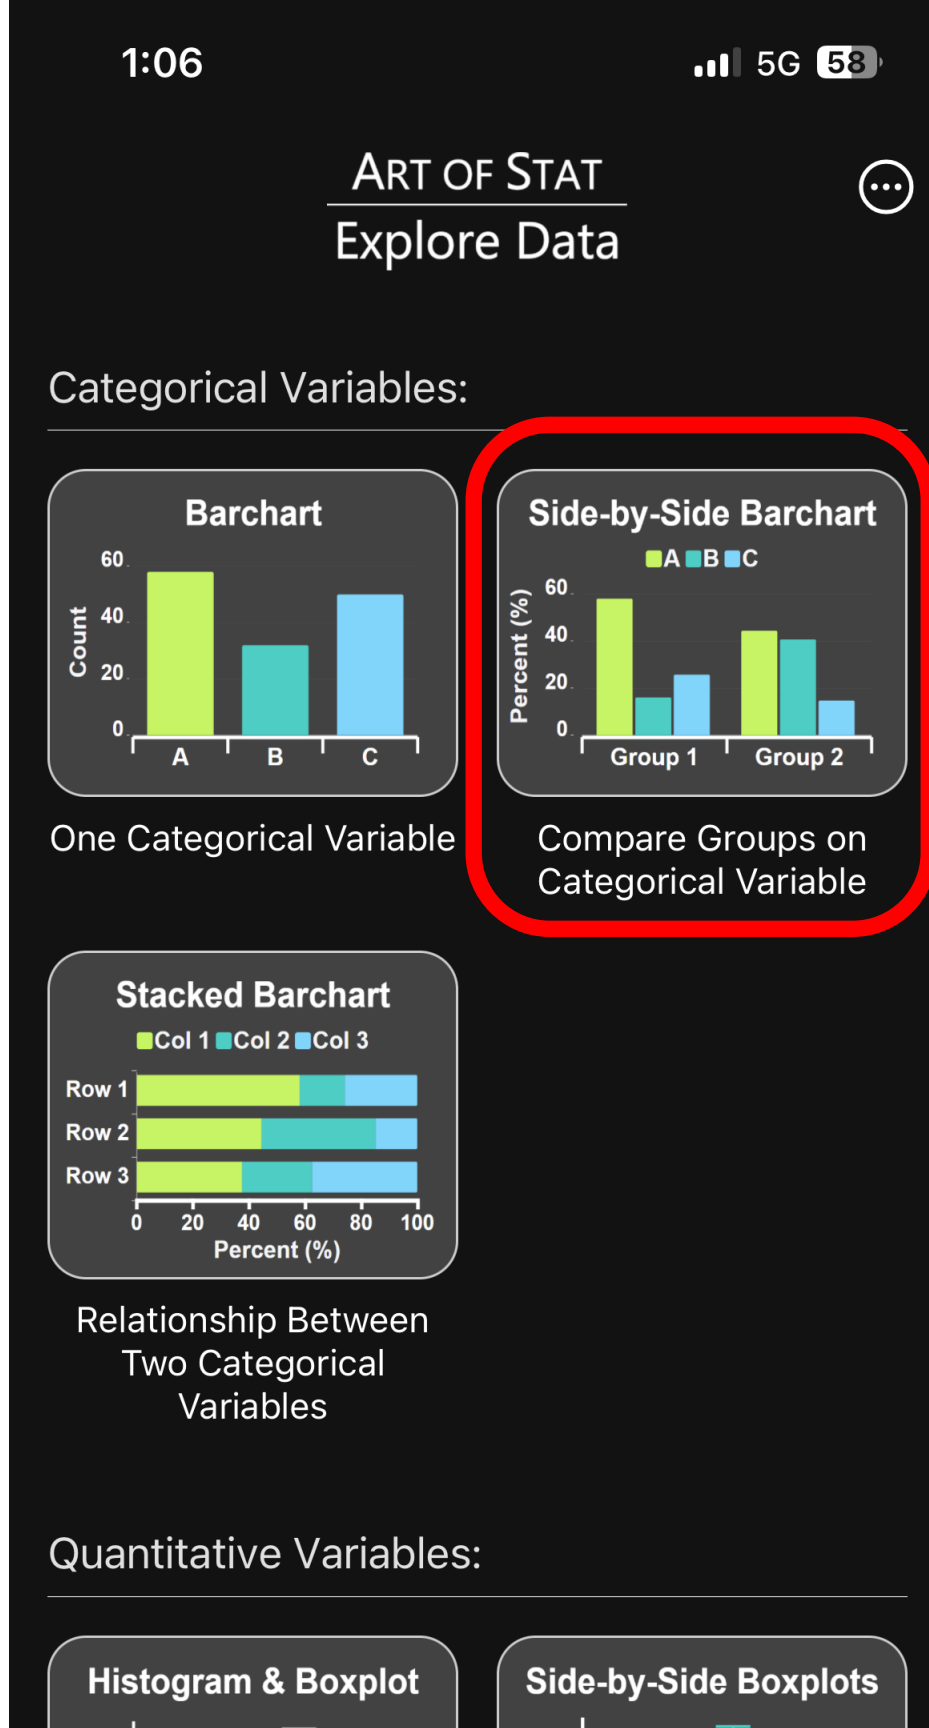 1:06
5G 58
ART OF STAT
Explore Data
Categorical Variables:
Barchart
60
40
20
0
Count
A B C
One Categorical Variable
Side-by-Side Barchart
A B C
60
40
20
0
Percent (%)
Group 1 Group 2
Compare Groups on
Categorical Variable
Stacked Barchart
Col 1 Col 2 Col 3
Row 1
Row 2
Row 3
0 20 40 60 80 100
Percent (%)
Relationship Between
Two Categorical
Variables
Quantitative Variables:
Histogram & Boxplot
Side-by-Side Boxplots